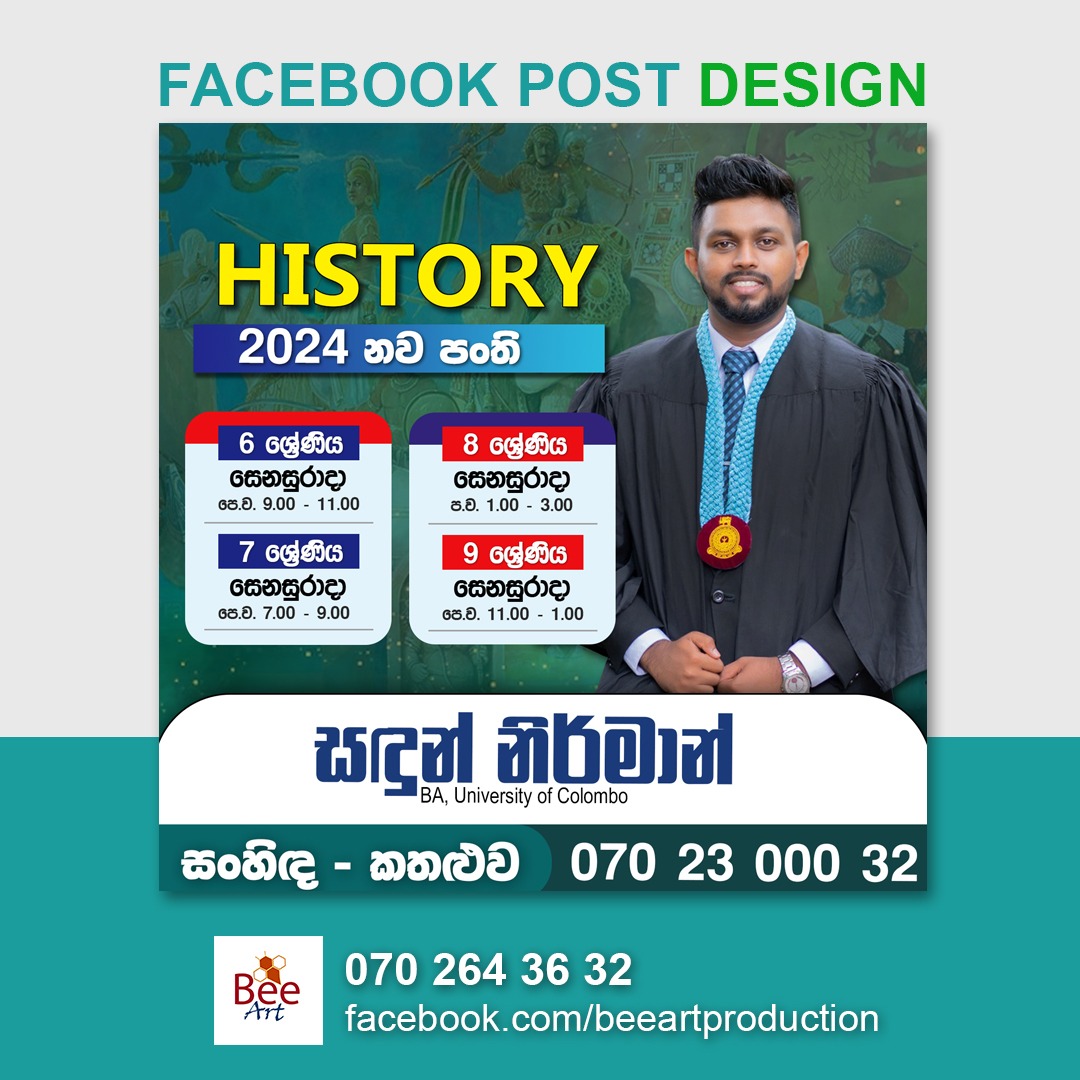 FACEBOOK POST DESIGN
HISTORY
2024 නව පංති
6 ශ්‍රේණිය
සෙනසුරාදා
පෙ.ව. 9.00 - 11.00
7 ශ්‍රේණිය
සෙනසුරාදා
පෙ.ව. 7.00 - 9.00
8 ශ්‍රේණිය
සෙනසුරාදා
ප.ව. 1.00 - 3.00
9 ශ්‍රේණිය
සෙනසුරාදා
පෙ.ව. 11.00 - 1.00
සඳුන් නිර්මාන්
BA, University of Colombo
සංහිඳ - කතළුව
070 23 000 32
Bee
Art
070 264 36 32
facebook.com/beeartproduction